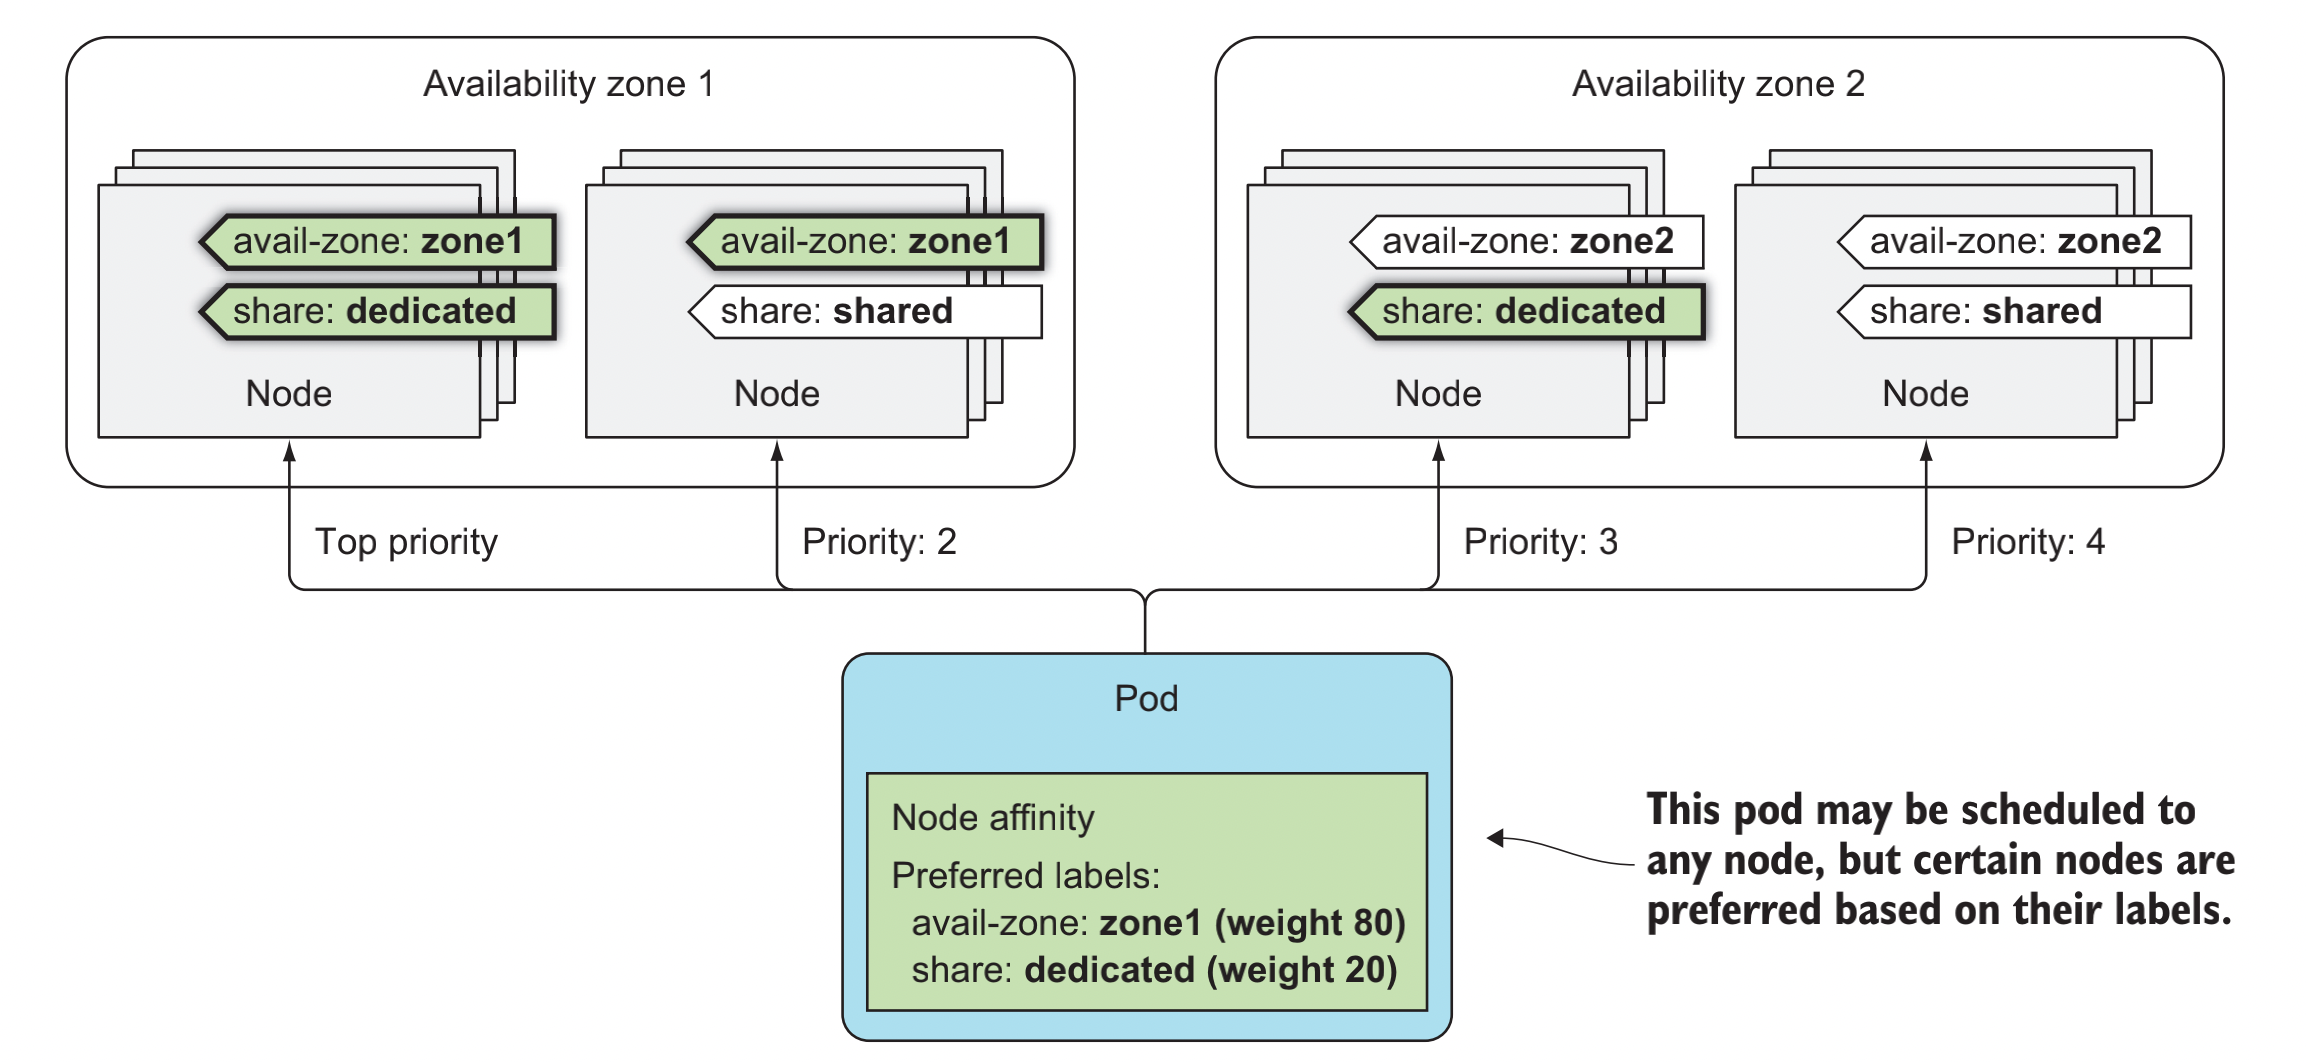 Availability zone 1
avail-zone: zone1
share: dedicated
Node
avail-zone: zone1
share: shared
Node
Availability zone 2
avail-zone: zone2
share: dedicated
Node
avail-zone: zone2
share: shared
Node
Top priority
Priority: 2
Priority: 3
Priority: 4
Pod
Node affinity
Preferred labels:
avail-zone: zone1 (weight 80)
share: dedicated (weight 20)
This pod may be scheduled to
any node, but certain nodes are
preferred based on their labels.